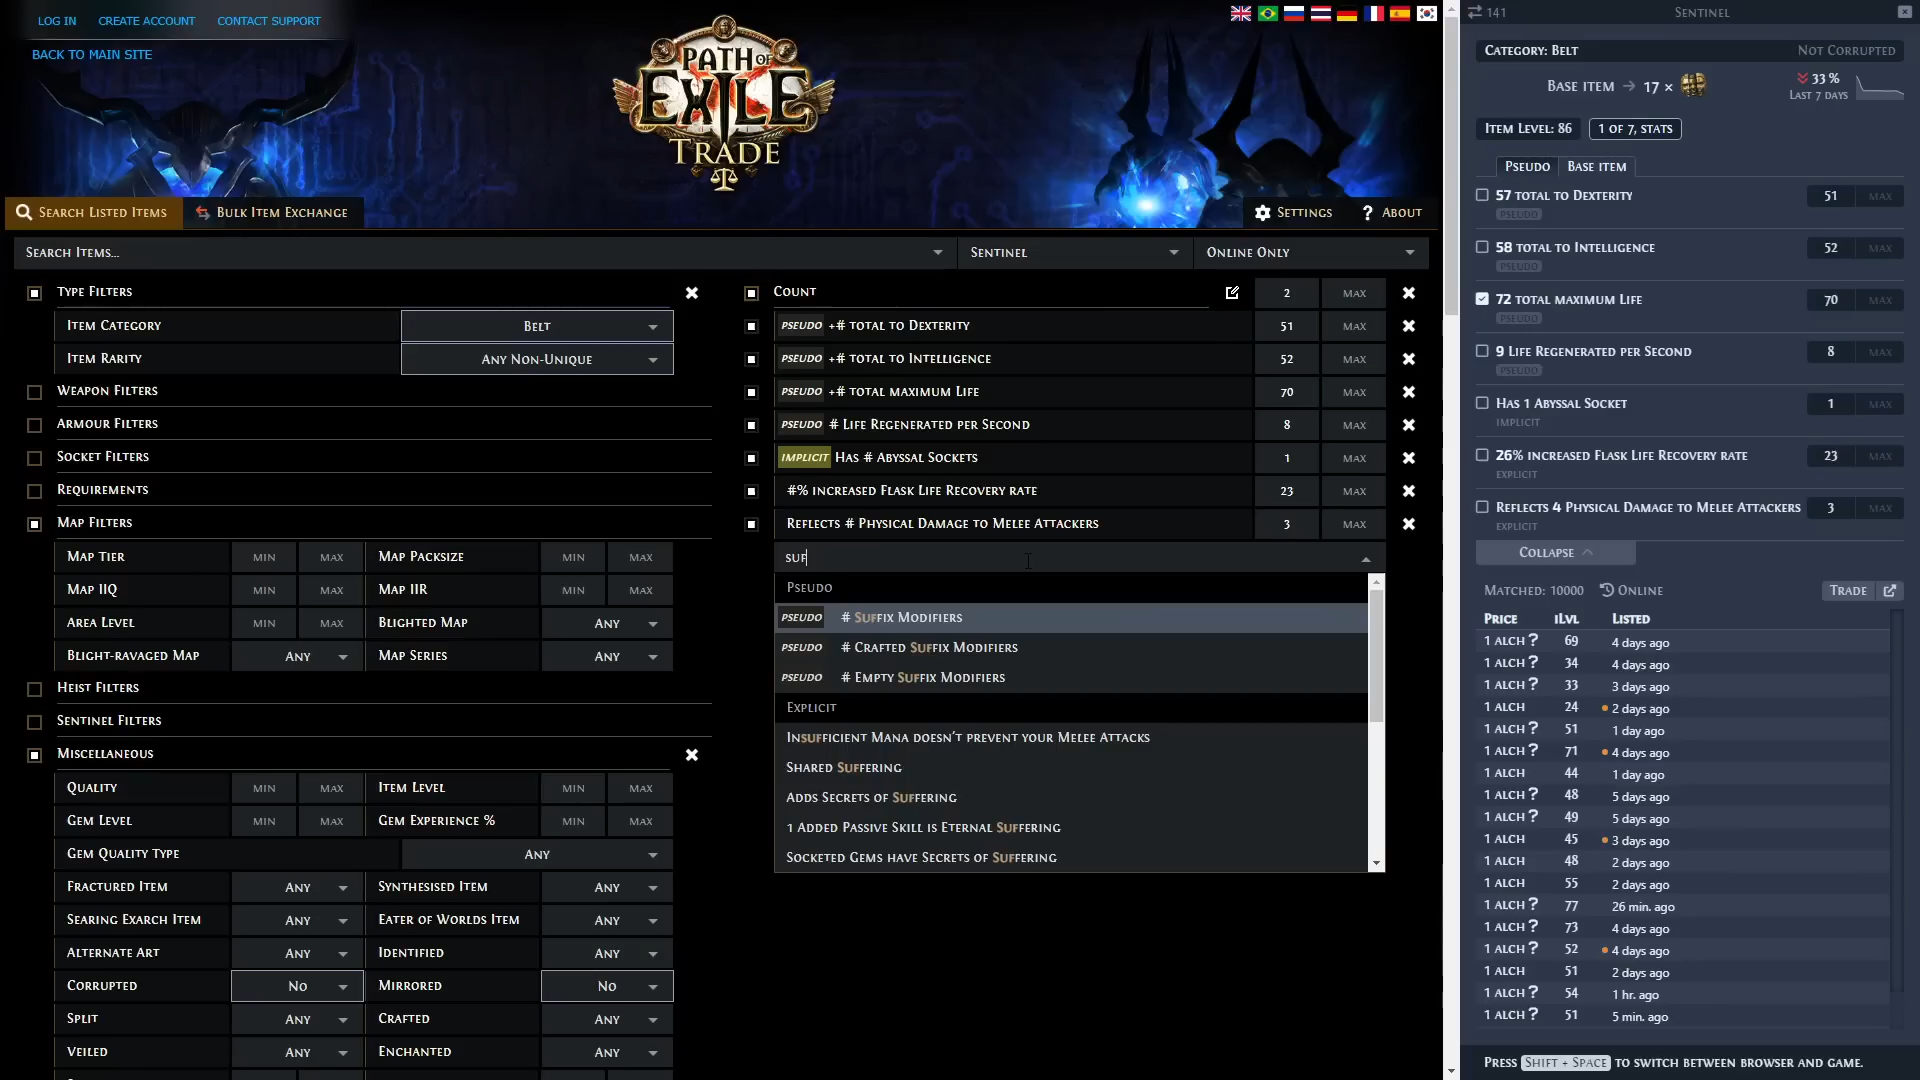 LOG IN CREATE ACCOUNT CONTACT SUPPORT
BACK TO MAIN SITE
PATH OF
EXILE
TRADE
SEARCH LISTED ITEMS
BULK ITEM EXCHANGE
SETTINGS
? ABOUT
SEARCH ITEMS...
SENTINEL
ONLINE ONLY
TYPE FILTERS
ITEM CATEGORY BELT
ITEM RARITY ANY NON-UNIQUE
WEAPON FILTERS
ARMOUR FILTERS
SOCKET FILTERS
REQUIREMENTS
MAP FILTERS
MAP TIER MIN MAX MAP PACKSIZE MIN MAX
MAP IIQ MIN MAX MAP IIR MIN MAX
AREA LEVEL MIN MAX BLIGHTED MAP ANY
BLIGHT-RAVAGED MAP ANY MAP SERIES ANY
HEIST FILTERS
SENTINEL FILTERS
MISCELLANEOUS
QUALITY MIN MAX ITEM LEVEL MIN MAX
GEM LEVEL MIN MAX GEM EXPERIENCE % MIN MAX
GEM QUALITY TYPE ANY
FRACTURED ITEM ANY SYNTHESISED ITEM ANY
SEARING EXARCH ITEM ANY EATER OF WORLDS ITEM ANY
ALTERNATE ART ANY IDENTIFIED ANY
CORRUPTED NO MIRRORED NO
SPLIT ANY CRAFTED ANY
VEILED ANY ENCHANTED ANY
COUNT 2 MAX
PSEUDO +# TOTAL TO DEXTERITY 51 MAX
PSEUDO +# TOTAL TO INTELLIGENCE 52 MAX
PSEUDO +# TOTAL MAXIMUM LIFE 70 MAX
PSEUDO # LIFE REGENERATED PER SECOND 8 MAX
IMPLICIT HAS # ABYSSAL SOCKETS 1 MAX
#% INCREASED FLASK LIFE RECOVERY RATE 23 MAX
REFLECTS # PHYSICAL DAMAGE TO MELEE ATTACKERS 3 MAX
SUF
PSEUDO
PSEUDO # SUFFIX MODIFIERS
PSEUDO # CRAFTED SUFFIX MODIFIERS
PSEUDO # EMPTY SUFFIX MODIFIERS
EXPLICIT
INSUFFICIENT MANA DOESN'T PREVENT YOUR MELEE ATTACKS
SHARED SUFFERING
ADDS SECRETS OF SUFFERING
1 ADDED PASSIVE SKILL IS ETERNAL SUFFERING
SOCKETED GEMS HAVE SECRETS OF SUFFERING
141 SENTINEL
CATEGORY: BELT NOT CORRUPTED
BASE ITEM → 17 × 33 %
LAST 7 DAYS
ITEM LEVEL: 86 1 OF 7, STATS
PSEUDO BASE ITEM
57 TOTAL TO DEXTERITY 51 MAX
PSEUDO
58 TOTAL TO INTELLIGENCE 52 MAX
PSEUDO
72 TOTAL MAXIMUM LIFE 70 MAX
PSEUDO
9 LIFE REGENERATED PER SECOND 8 MAX
PSEUDO
HAS 1 ABYSSAL SOCKET 1 MAX
IMPLICIT
26% INCREASED FLASK LIFE RECOVERY RATE 23 MAX
EXPLICIT
REFLECTS 4 PHYSICAL DAMAGE TO MELEE ATTACKERS 3 MAX
EXPLICIT
COLLAPSE
MATCHED: 10000 ONLINE TRADE
PRICE ILVL LISTED
1 ALCH ? 69 4 days ago
1 ALCH ? 34 4 days ago
1 ALCH ? 33 3 days ago
1 ALCH 24 2 days ago
1 ALCH ? 51 1 day ago
1 ALCH ? 71 4 days ago
1 ALCH 44 1 day ago
1 ALCH ? 48 5 days ago
1 ALCH ? 49 5 days ago
1 ALCH 45 3 days ago
1 ALCH 48 2 days ago
1 ALCH 55 2 days ago
1 ALCH ? 77 26 min. ago
1 ALCH ? 73 4 days ago
1 ALCH ? 52 4 days ago
1 ALCH 51 2 days ago
1 ALCH ? 54 1 hr. ago
1 ALCH ? 51 5 min. ago
PRESS SHIFT + SPACE TO SWITCH BETWEEN BROWSER AND GAME.